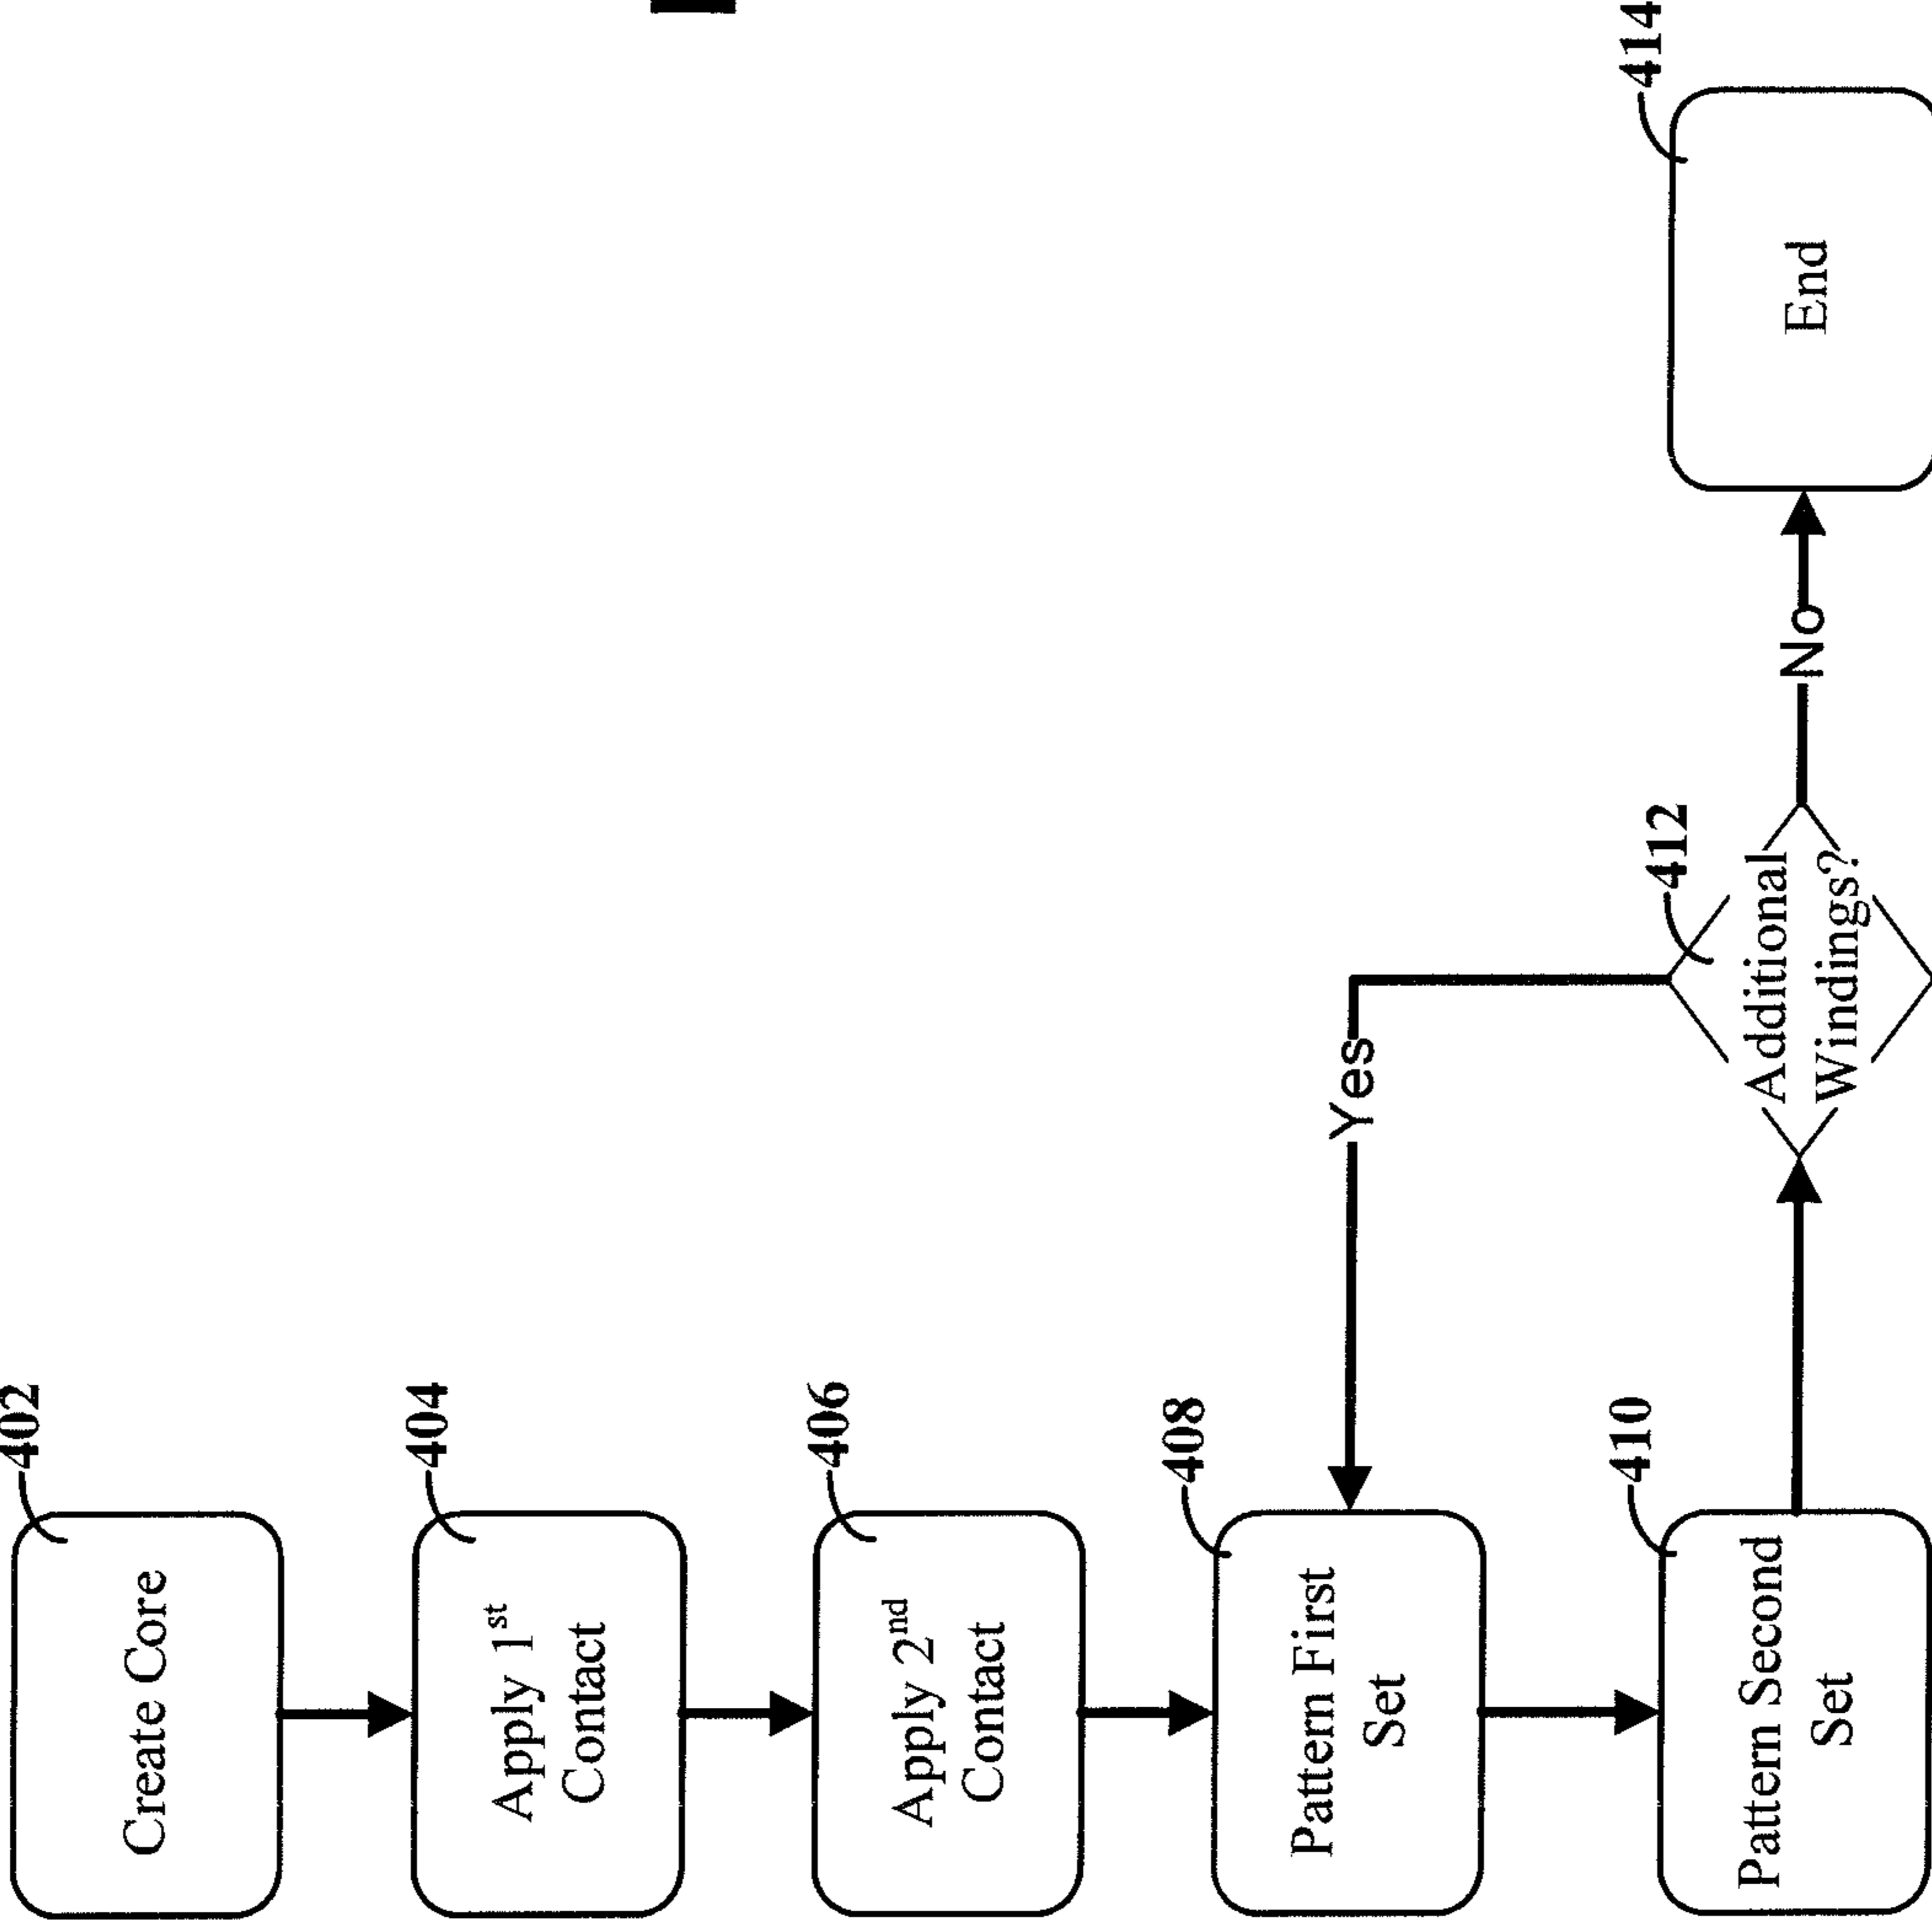 402
Create Core
404
Apply 1st
Contact
406
Apply 2nd
Contact
408
Pattern First
Set
Yes
410
Pattern Second
Set
412
Additional
Windings?
No
414
End